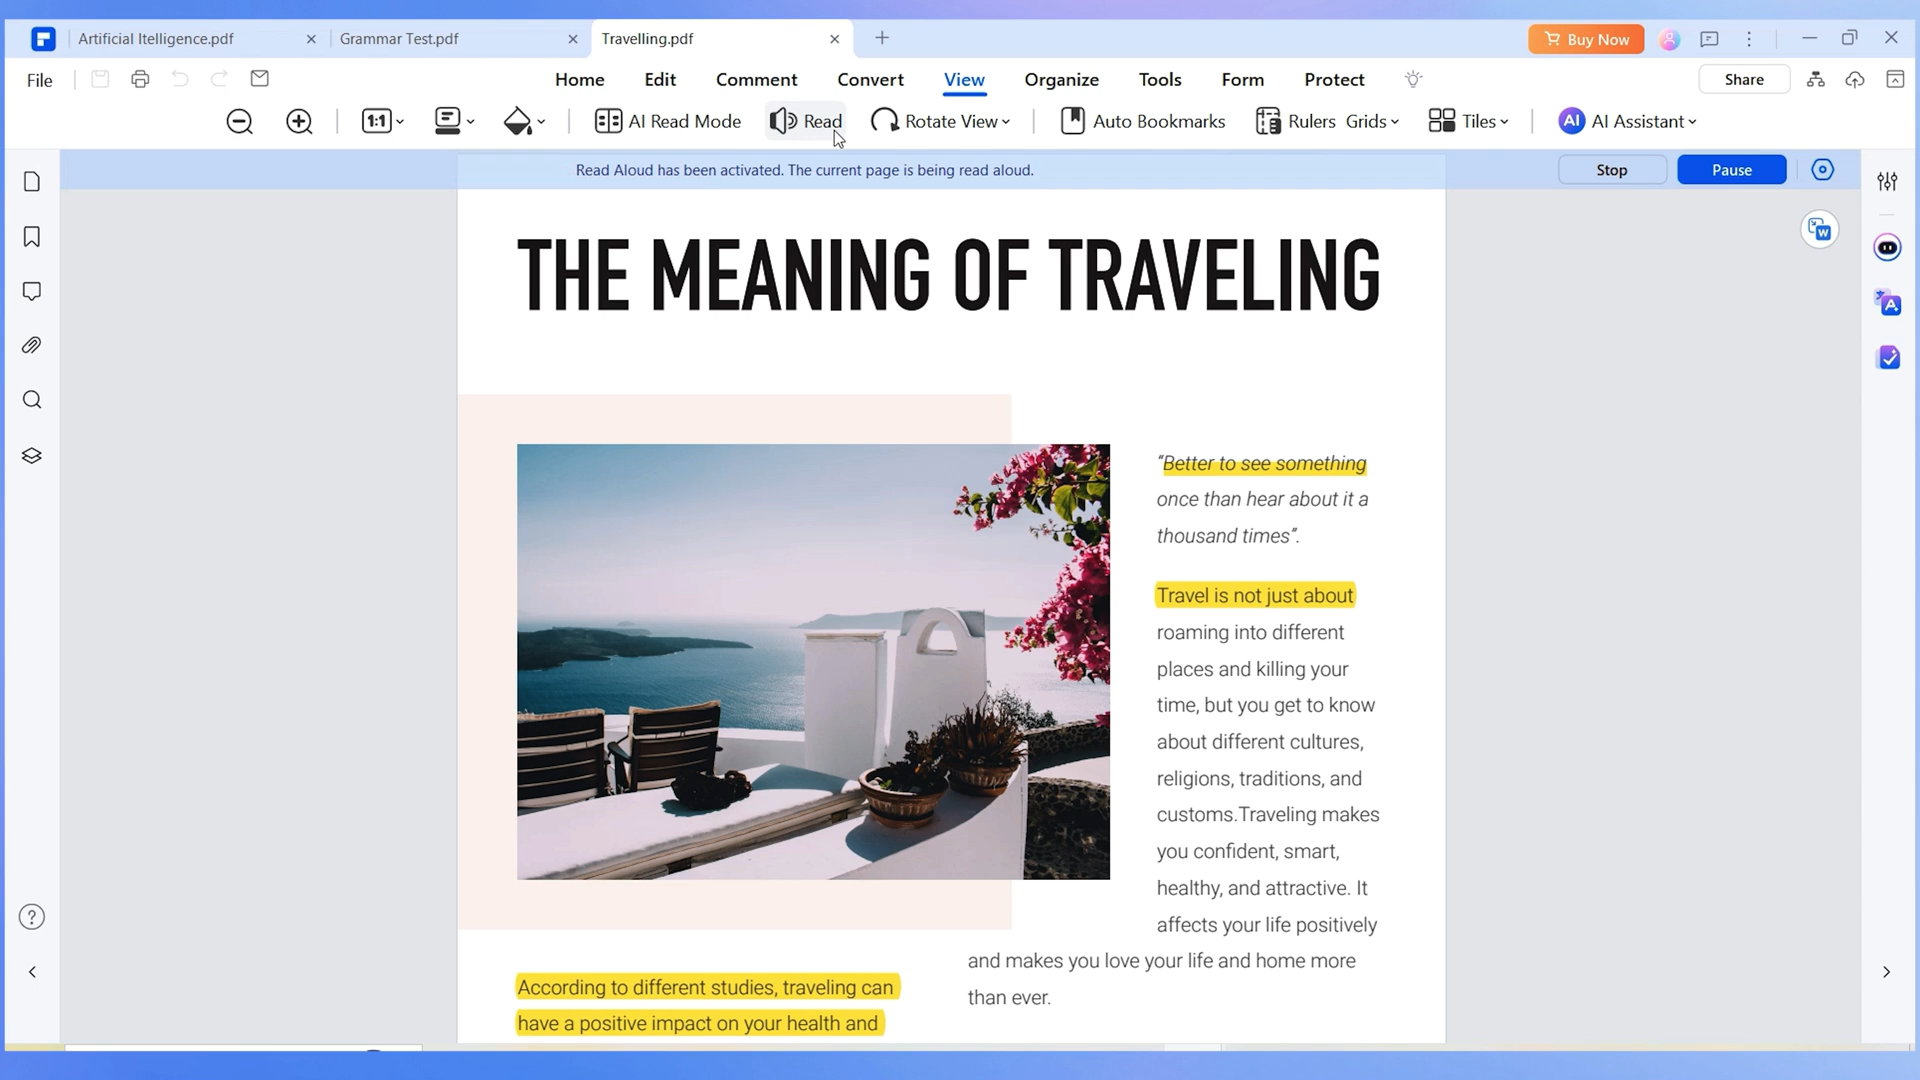 Artificial Itelligence.pdf
Grammar Test.pdf
Travelling.pdf
Buy Now
File
Home
Edit
Comment
Convert
View
Organize
Tools
Form
Protect
Share
1:1
AI Read Mode
Read
Rotate View
Auto Bookmarks
Rulers
Grids
Tiles
AI
AI Assistant
Read Aloud has been activated. The current page is being read aloud.
Stop
Pause
W
A
THE MEANING OF TRAVELING
“Better to see something
once than hear about it a
thousand times”.
Travel is not just about
roaming into different
places and killing your
time, but you get to know
about different cultures,
religions, traditions, and
customs.Traveling makes
you confident, smart,
healthy, and attractive. It
affects your life positively
and makes you love your life and home more
than ever.
According to different studies, traveling can
have a positive impact on your health and